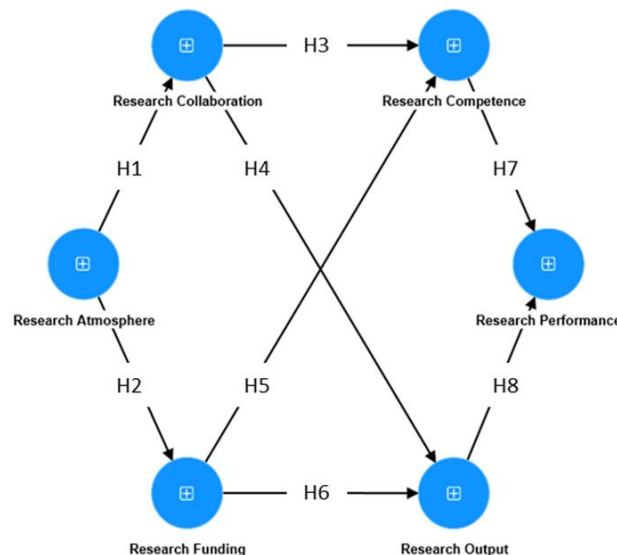 H3
Research Collaboration
Research Competence
H1
H4
H7
Research Atmosphere
Research Performance
H2
H5
H8
H6
Research Funding
Research Output